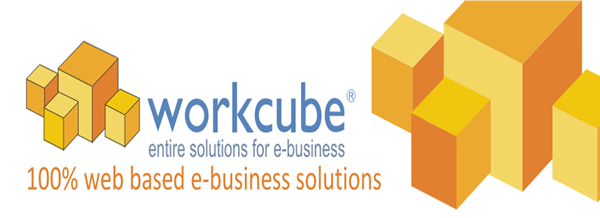 workcube®
entire solutions for e-business
100% web based e-business solutions